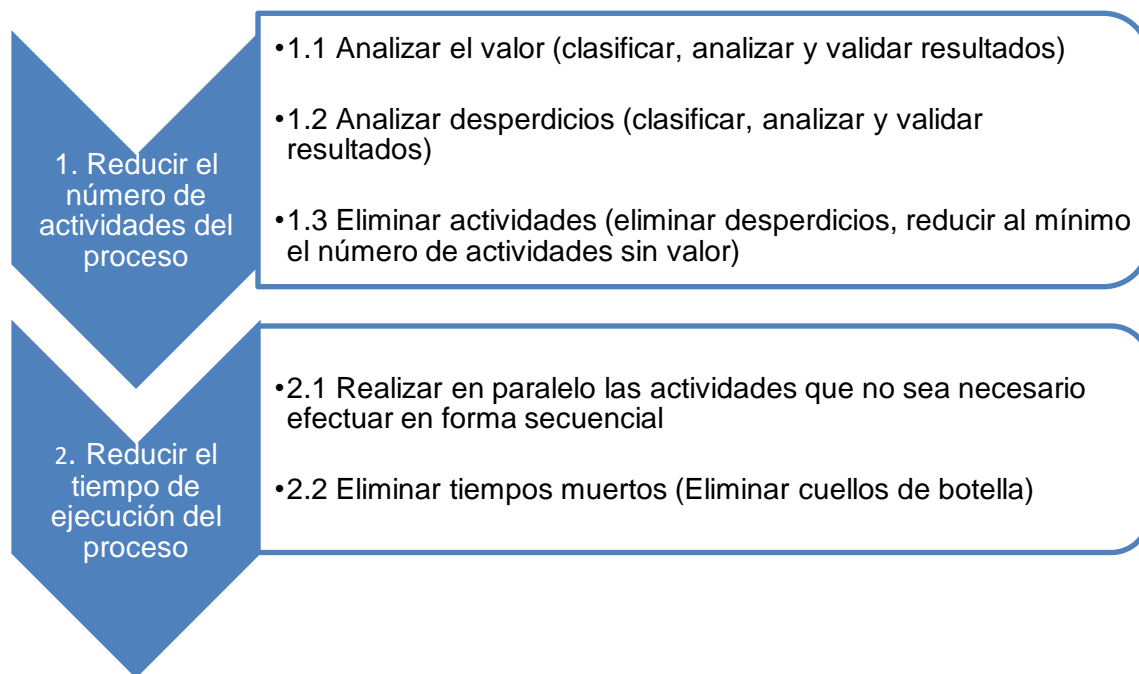 1. Reducir el
número de
actividades del
proceso
•1.1 Analizar el valor (clasificar, analizar y validar resultados)
•1.2 Analizar desperdicios (clasificar, analizar y validar
resultados)
•1.3 Eliminar actividades (eliminar desperdicios, reducir al mínimo
el número de actividades sin valor)
2. Reducir el
tiempo de
ejecución del
proceso
•2.1 Realizar en paralelo las actividades que no sea necesario
efectuar en forma secuencial
•2.2 Eliminar tiempos muertos (Eliminar cuellos de botella)